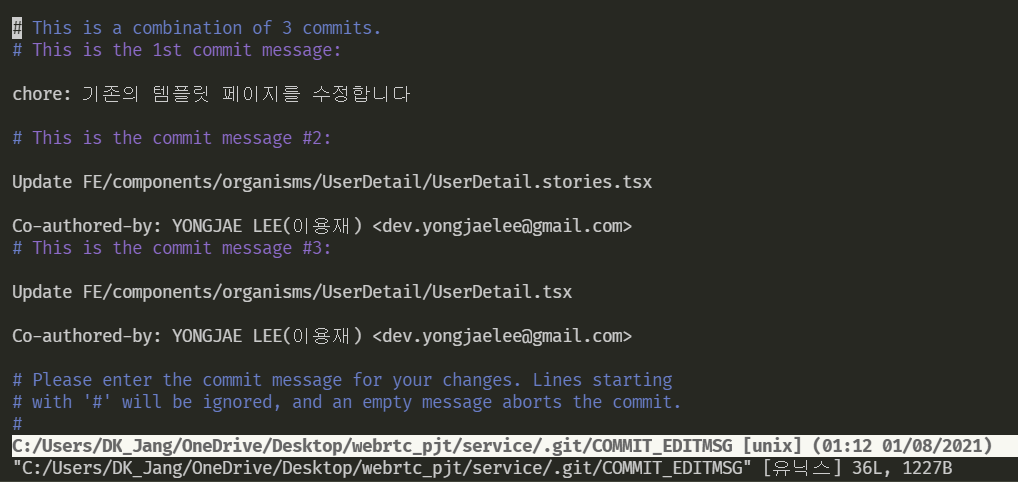 # This is a combination of 3 commits.
# This is the 1st commit message:
chore: 기존의 템플릿 페이지를 수정합니다
# This is the commit message #2:
Update FE/components/organisms/UserDetail/UserDetail.stories.tsx
Co-authored-by: YONGJAE LEE(이용재) <dev.yongjaelee@gmail.com>
# This is the commit message #3:
Update FE/components/organisms/UserDetail/UserDetail.tsx
Co-authored-by: YONGJAE LEE(이용재) <dev.yongjaelee@gmail.com>
# Please enter the commit message for your changes. Lines starting
# with '#' will be ignored, and an empty message aborts the commit.
#
C:/Users/DK_Jang/OneDrive/Desktop/webrtc_pjt/service/.git/COMMIT_EDITMSG [unix] (01:12 01/08/2021)
"C:/Users/DK_Jang/OneDrive/Desktop/webrtc_pjt/service/.git/COMMIT_EDITMSG" [유닉스] 36L, 1227B